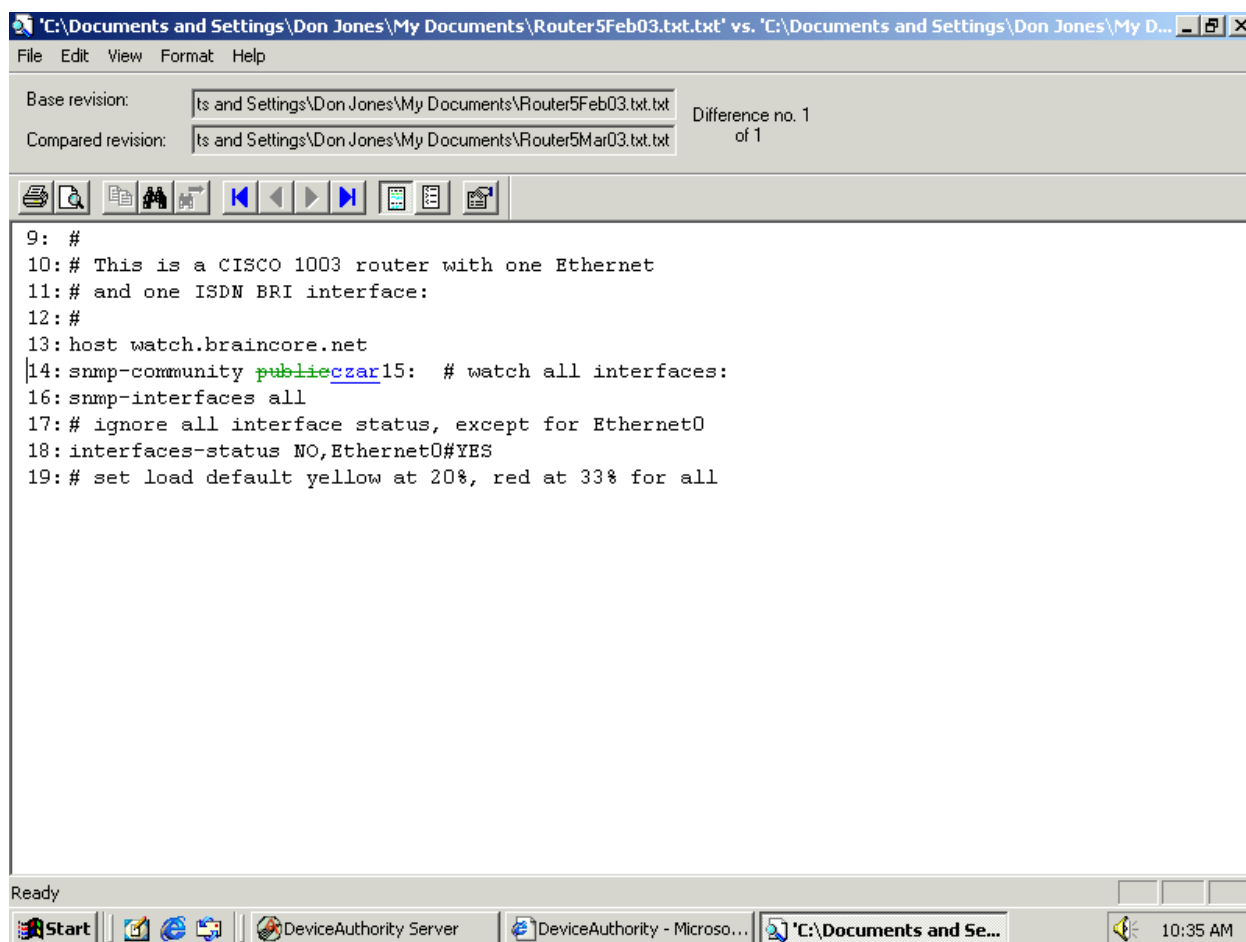 'C:\Documents and Settings\Don Jones\My Documents\Router5Feb03.txt.txt' vs. 'C:\Documents and Settings\Don Jones\My D...
File Edit View Format Help
Base revision: ts and Settings\Don Jones\My Documents\Router5Feb03.txt.txt
Difference no. 1
of 1
Compared revision: ts and Settings\Don Jones\My Documents\Router5Mar03.txt.txt
9: #
10: # This is a CISCO 1003 router with one Ethernet
11: # and one ISDN BRI interface:
12: #
13: host watch.braincore.net
14: snmp-community publicczar15: # watch all interfaces:
16: snmp-interfaces all
17: # ignore all interface status, except for Ethernet0
18: interfaces-status NO,Ethernet0#YES
19: # set load default yellow at 20%, red at 33% for all
Ready
Start DeviceAuthority Server DeviceAuthority - Microso... 'C:\Documents and Se... 10:35 AM